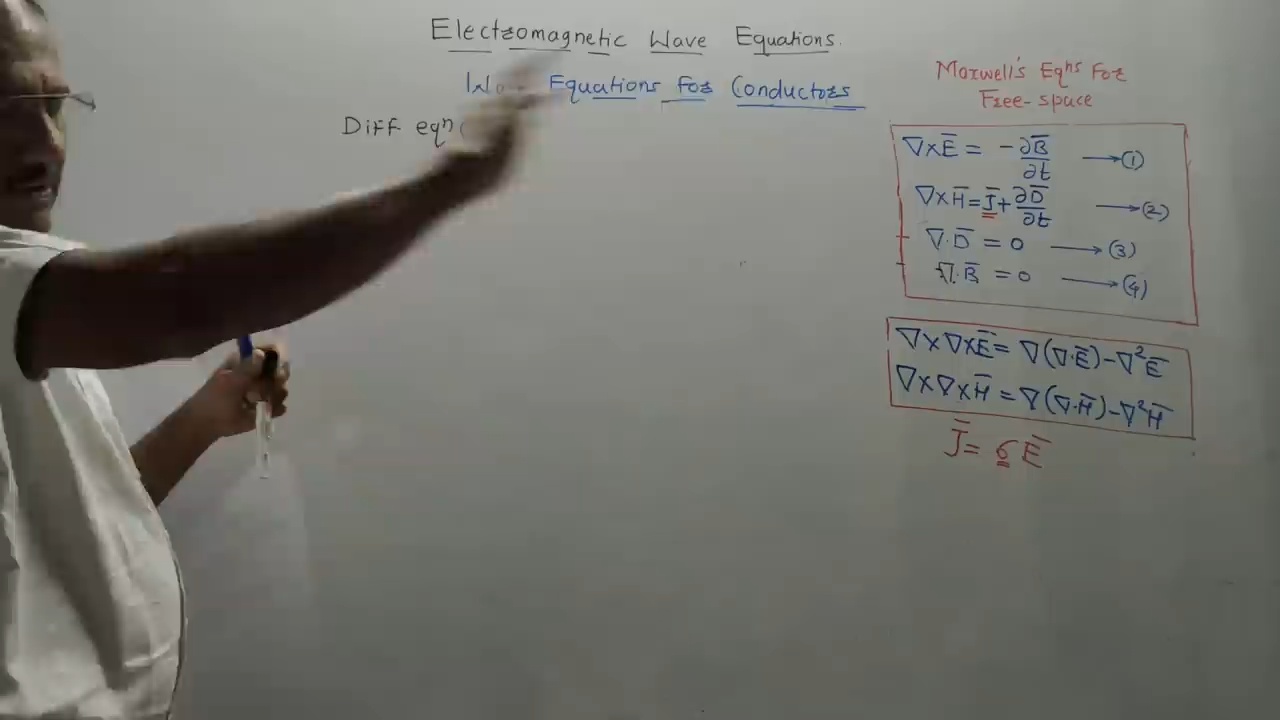 Electromagnetic Wave Equations.
Equations For Conductors
Diff eqn
Maxwell's Eqns For
Free-space
∇×E̅ = -∂B̅/∂t → (1)
∇×H̅ = J̅+∂D̅/∂t → (2)
∇.D̅ = 0 → (3)
∇.B̅ = 0 → (4)
∇×∇×E̅ = ∇(∇.E̅)-∇²E̅
∇×∇×H̅ = ∇(∇.H̅)-∇²H̅
J̅ = σE̅